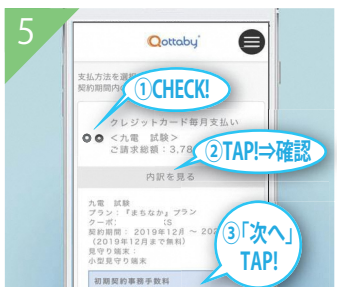 5
Qottaby
支払方法を選択
契約期間内の
①CHECK!
クレジットカード毎月支払い
<九電 試験>
ご請求総額:3,78
②TAP!⇒確認
内訳を見る
九電 試験
プラン:『まちなか』プラン
クーポ
契約期間:2019年12月 ～ 202
(2019年12月まで無料)
見守り端末:
小型見守り端末
③「次へ」
TAP!
初期契約事務手数料